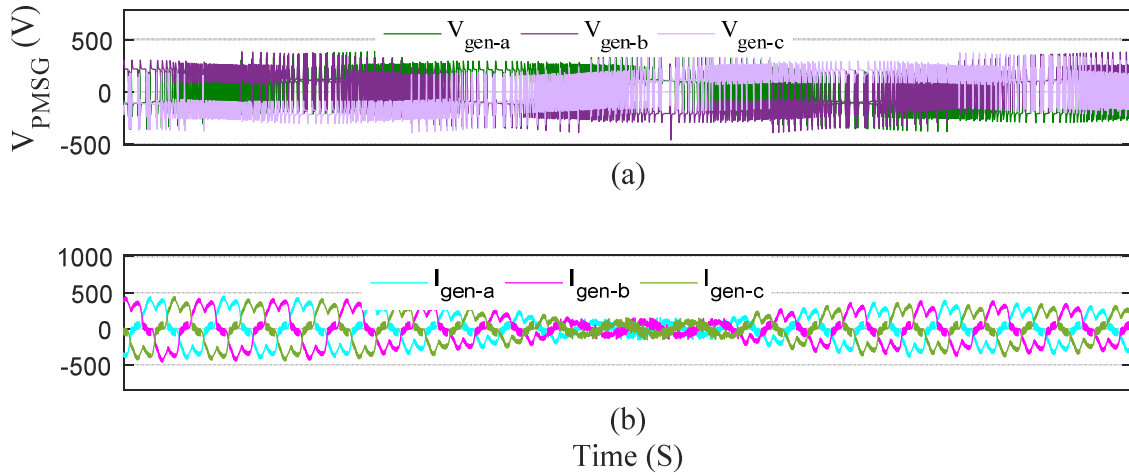 V_PMSG (V)
V_gen-a V_gen-b V_gen-c
500
0
-500
(a)
1000
500
0
-500
I_gen-a I_gen-b I_gen-c
(b)
Time (S)